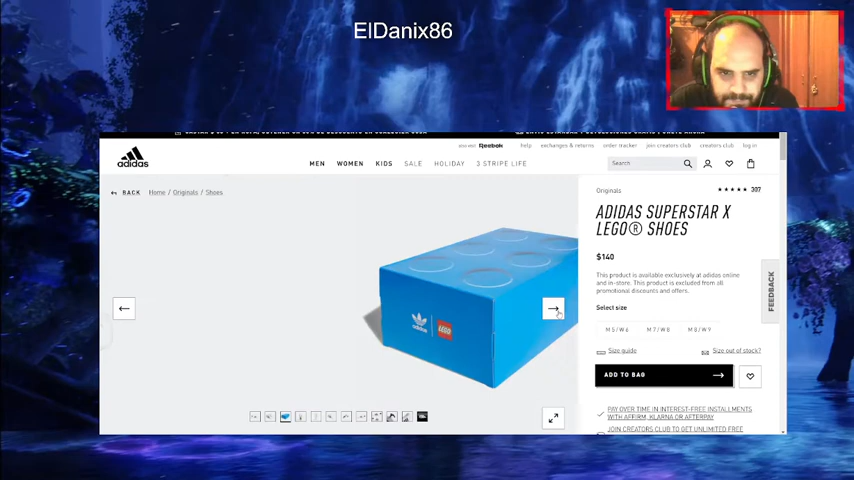 ElDanix86
adidas
also visit Reebok help exchanges & returns order tracker join creators club creators club log in
MEN WOMEN KIDS SALE HOLIDAY 3 STRIPE LIFE
Search
BACK Home / Originals / Shoes
Originals
307
ADIDAS SUPERSTAR X
LEGO® SHOES
$140
This product is available exclusively at adidas online
and in-store. This product is excluded from all
promotional discounts and offers.
Select size
M 5/W 6 M 7/W 8 M 8/W 9
Size guide Size out of stock?
ADD TO BAG
PAY OVER TIME IN INTEREST-FREE INSTALLMENTS
WITH AFFIRM, KLARNA OR AFTERPAY
JOIN CREATORS CLUB TO GET UNLIMITED FREE
FEEDBACK
adidas
LEGO